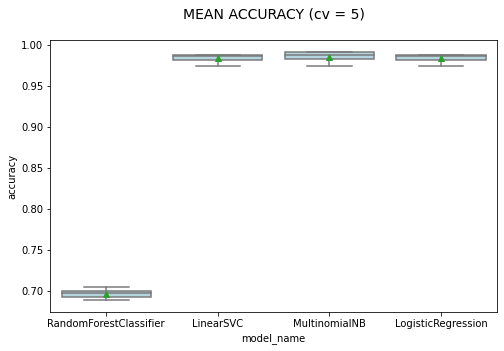 MEAN ACCURACY (cv = 5)
1.00
0.95
0.90
0.85
0.80
0.75
0.70
accuracy
RandomForestClassifier LinearSVC MultinomialNB LogisticRegression
model_name